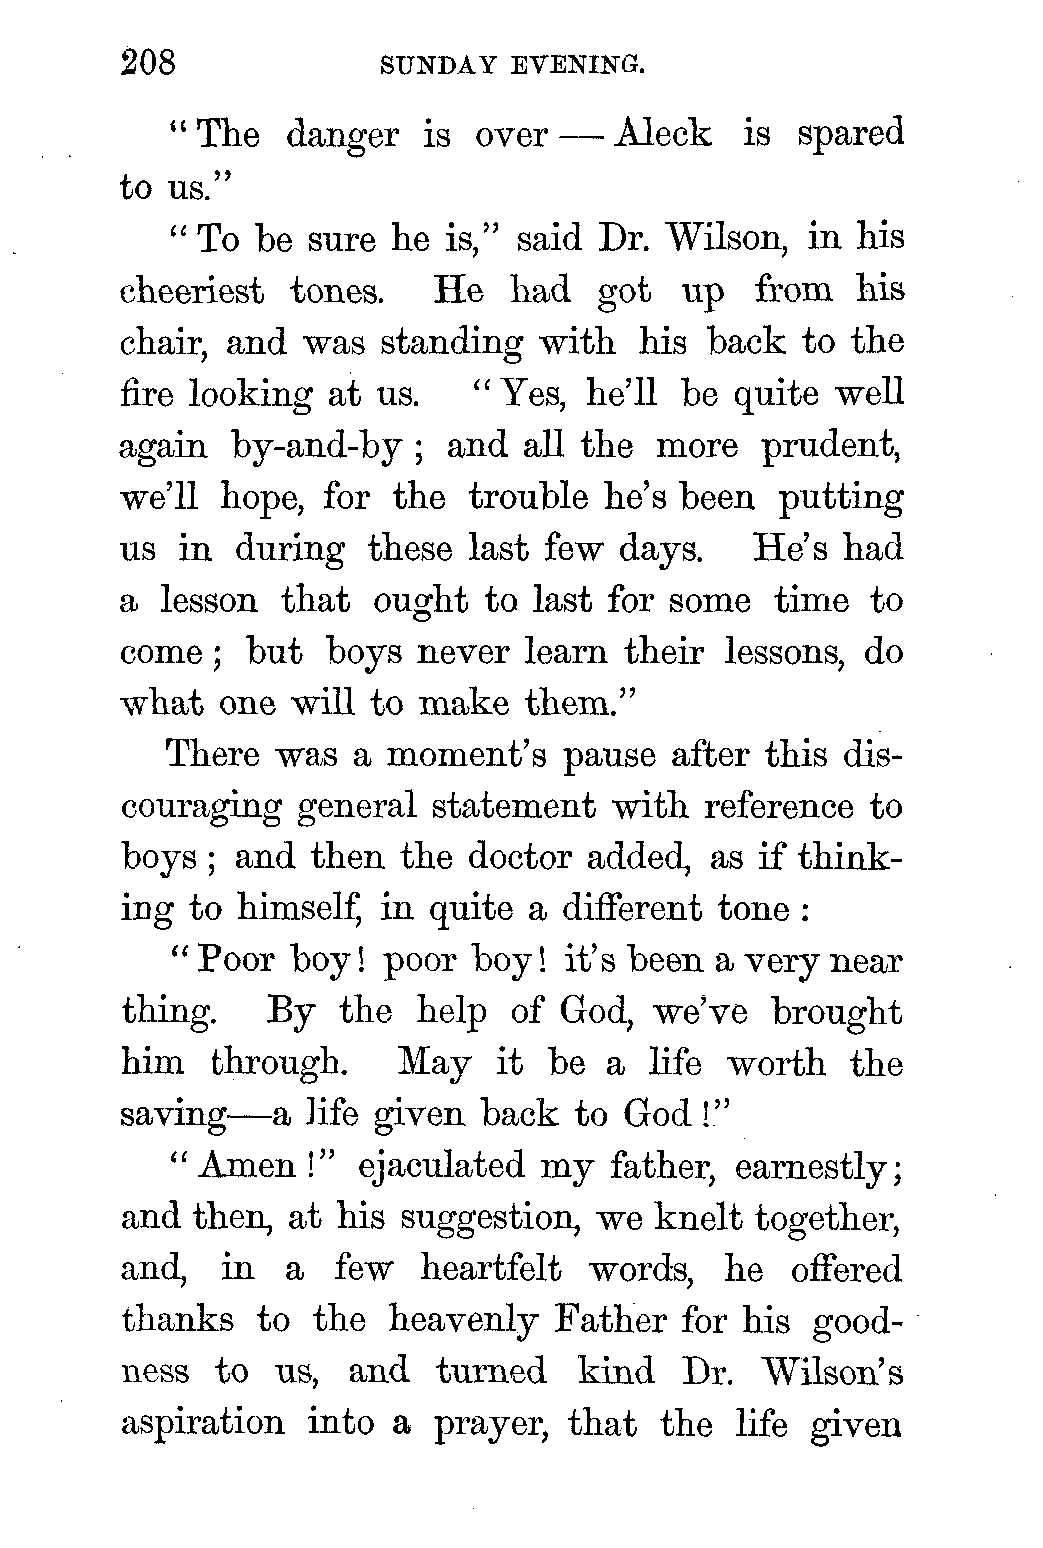 208 SUNDAY EVENING.
"The danger is over — Aleck is spared
to us."
"To be sure he is," said Dr. Wilson, in his
cheeriest tones. He had got up from his
chair, and was standing with his back to the
fire looking at us. "Yes, he'll be quite well
again by-and-by; and all the more prudent,
we'll hope, for the trouble he's been putting
us in during these last few days. He's had
a lesson that ought to last for some time to
come; but boys never learn their lessons, do
what one will to make them."
There was a moment's pause after this dis-
couraging general statement with reference to
boys; and then the doctor added, as if think-
ing to himself, in quite a different tone:
"Poor boy! poor boy! it's been a very near
thing. By the help of God, we've brought
him through. May it be a life worth the
saving—a life given back to God!"
"Amen!" ejaculated my father, earnestly;
and then, at his suggestion, we knelt together,
and, in a few heartfelt words, he offered
thanks to the heavenly Father for his good-
ness to us, and turned kind Dr. Wilson's
aspiration into a prayer, that the life given